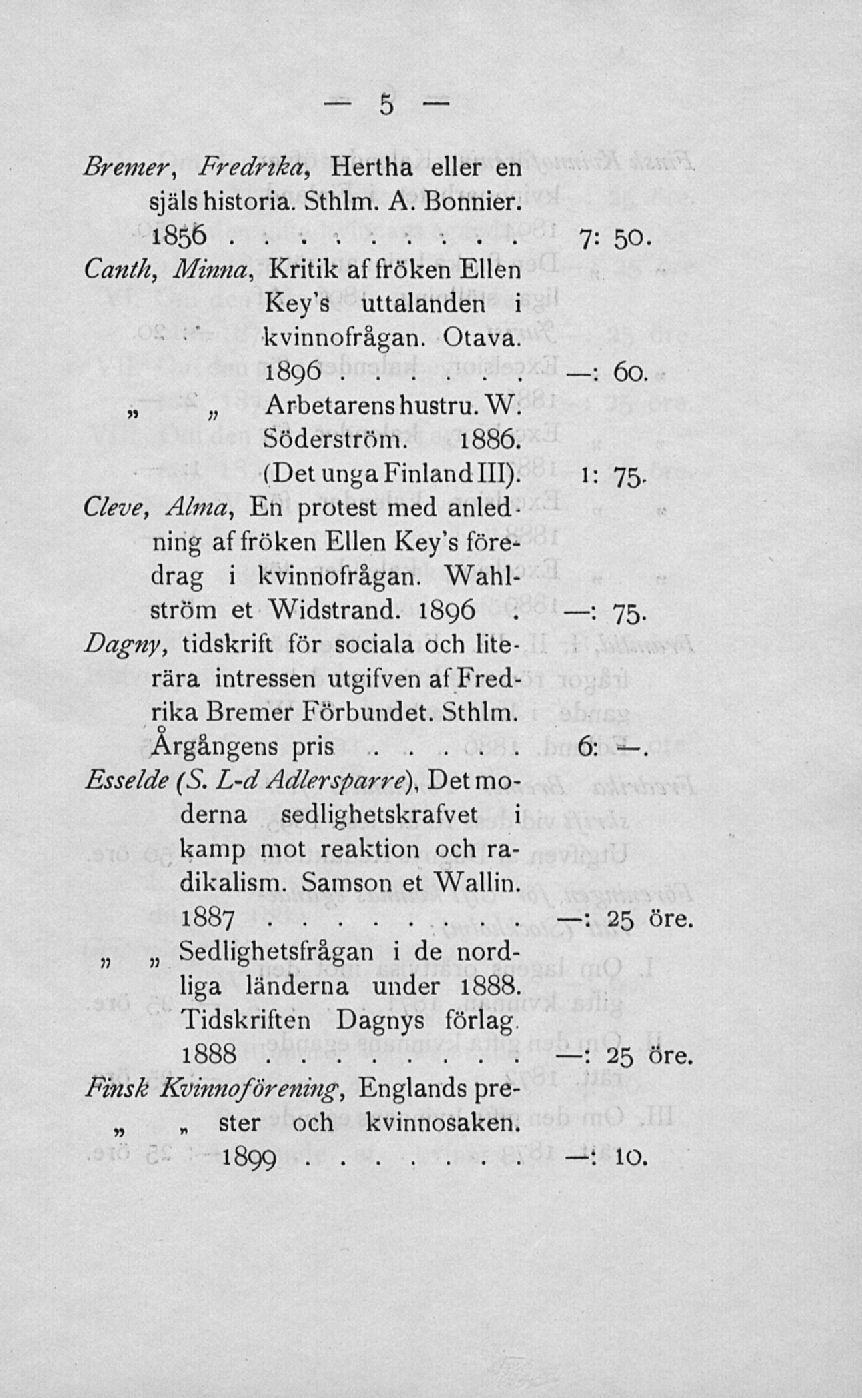 — 5 —
Bremer, Fredrika, Hertha eller en
själs historia. Sthlm. A. Bonnier.
1856 . . . . . . . . . 7: 50.
Canth, Minna, Kritik af fröken Ellen
Key's uttalanden i
kvinnofrågan. Otava.
1896 . . . . . . —: 60.
„ „ Arbetarens hustru. W.
Söderström. 1886.
(Det unga Finland III). 1: 75.
Cleve, Alma, En protest med anled-
ning af fröken Ellen Key's före-
drag i kvinnofrågan. Wahl-
ström et Widstrand. 1896 . —: 75.
Dagny, tidskrift för sociala och lite-
rära intressen utgifven af Fred-
rika Bremer Förbundet. Sthlm.
Årgångens pris . . . . . 6: —.
Esselde (S. L-d Adlersparre), Det mo-
derna sedlighetskrafvet i
kamp mot reaktion och ra-
dikalism. Samson et Wallin.
1887 . . . . . . . . —: 25 öre.
„ „ Sedlighetsfrågan i de nord-
liga länderna under 1888.
Tidskriften Dagnys förlag.
1888 . . . . . . . . —: 25 öre.
Finsk Kvinnoförening, Englands pre-
„ „ ster och kvinnosaken.
1899 . . . . . . . —: 10.